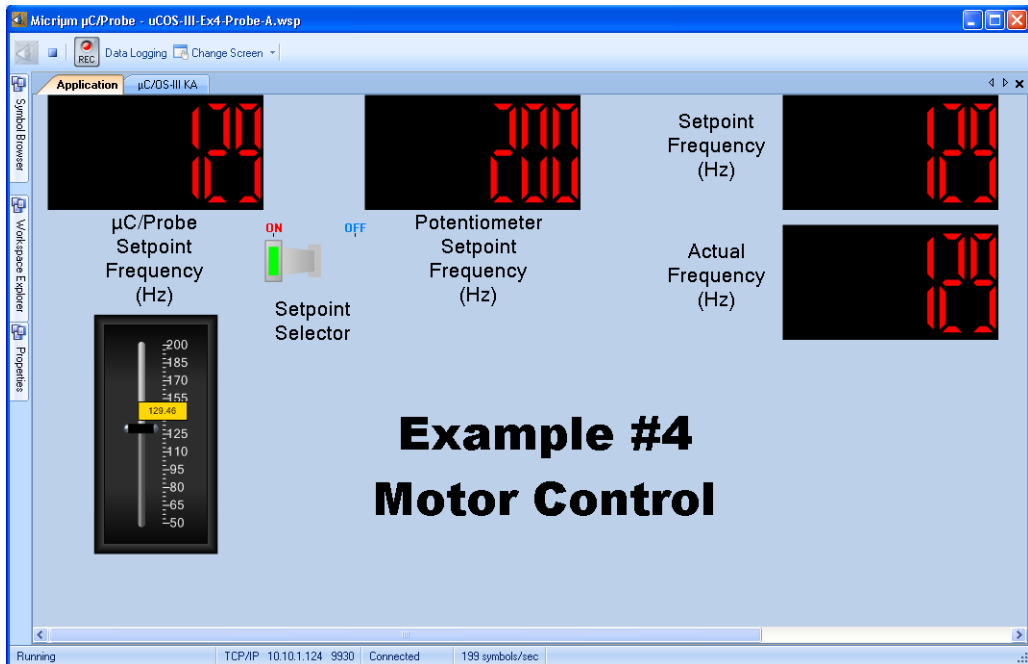 Micriµm µC/Probe - uCOS-III-Ex4-Probe-A.wsp
REC Data Logging Change Screen
Application µC/OS-III KA
Symbol Browser
Workspace Explorer
Properties
129
µC/Probe
Setpoint
Frequency
(Hz)
ON OFF
Setpoint
Selector
200
Potentiometer
Setpoint
Frequency
(Hz)
Setpoint
Frequency
(Hz)
129
Actual
Frequency
(Hz)
129
200
185
170
155
129.46
125
110
95
80
65
50
Example #4
Motor Control
Running TCP/IP 10.10.1.124 9930 Connected 199 symbols/sec